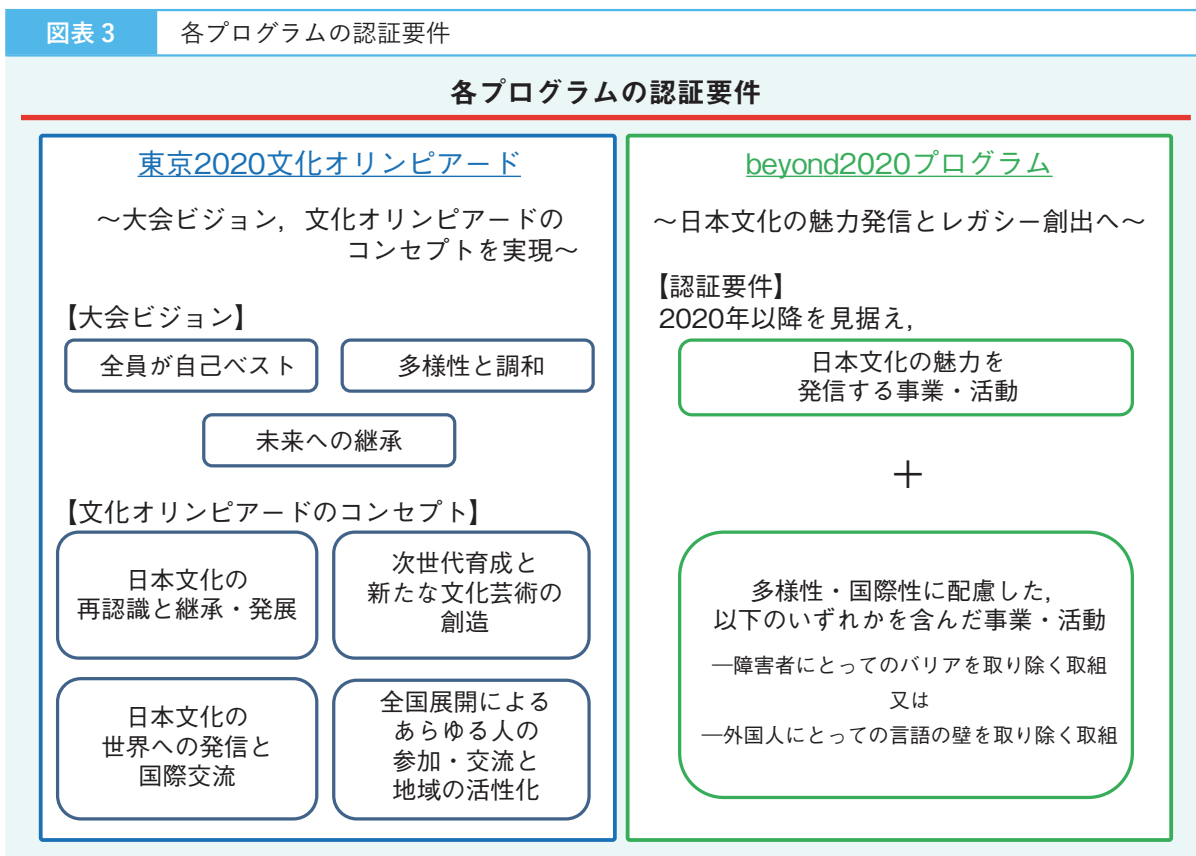 図表 3 各プログラムの認証要件
各プログラムの認証要件
東京2020文化オリンピアード
～大会ビジョン，文化オリンピアードの
コンセプトを実現～
【大会ビジョン】
全員が自己ベスト
多様性と調和
未来への継承
【文化オリンピアードのコンセプト】
日本文化の
再認識と継承・発展
次世代育成と
新たな文化芸術の
創造
日本文化の
世界への発信と
国際交流
全国展開による
あらゆる人の
参加・交流と
地域の活性化
beyond2020プログラム
～日本文化の魅力発信とレガシー創出へ～
【認証要件】
2020年以降を見据え，
日本文化の魅力を
発信する事業・活動
＋
多様性・国際性に配慮した，
以下のいずれかを含んだ事業・活動
―障害者にとってのバリアを取り除く取組
又は
―外国人にとっての言語の壁を取り除く取組